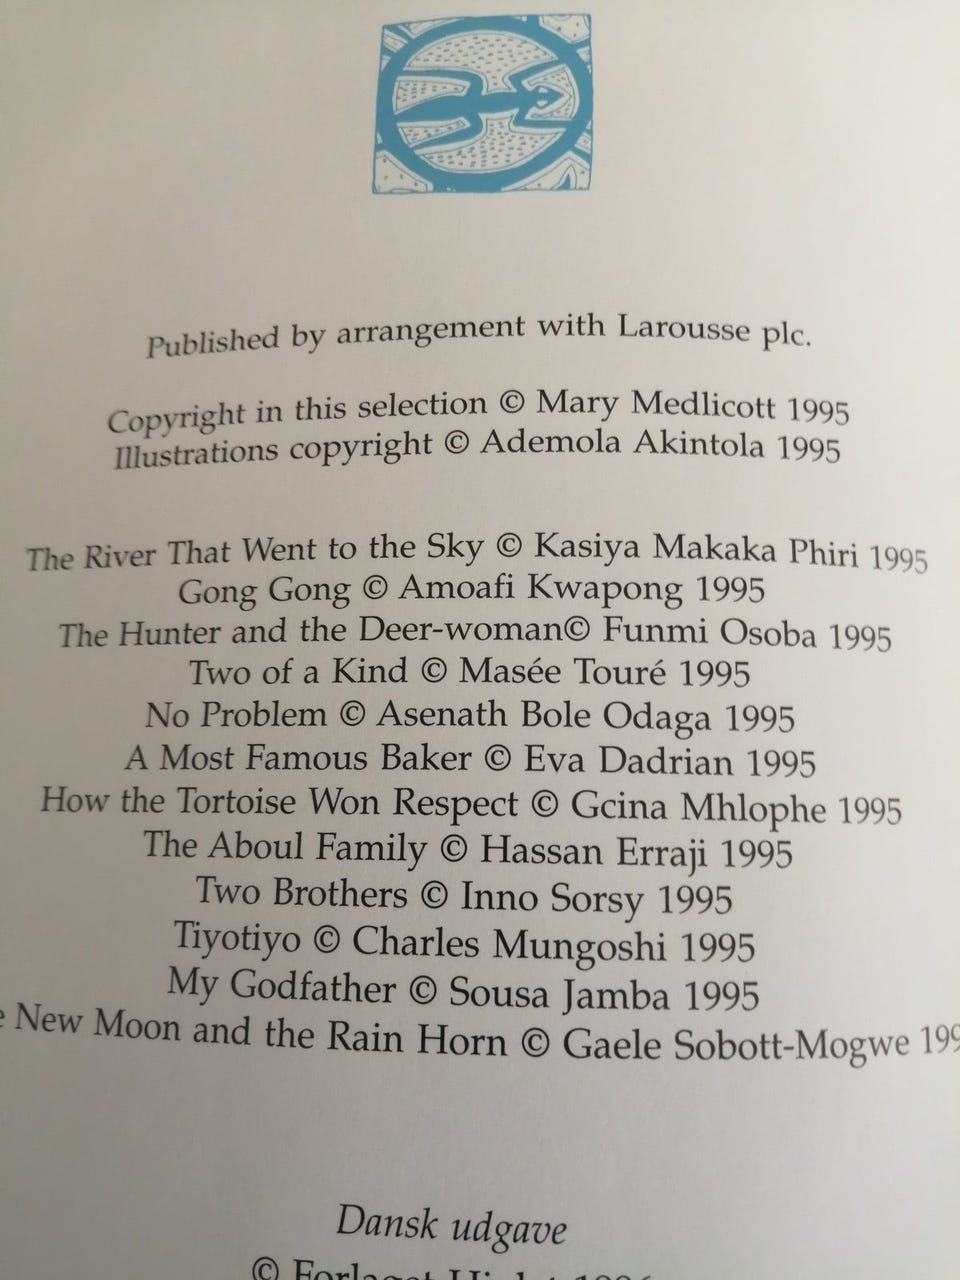 Published by arrangement with Larousse plc.
Copyright in this selection © Mary Medlicott 1995
Illustrations copyright © Ademola Akintola 1995
The River That Went to the Sky © Kasiya Makaka Phiri 1995
Gong Gong © Amoafi Kwapong 1995
The Hunter and the Deer-woman© Funmi Osoba 1995
Two of a Kind © Masée Touré 1995
No Problem © Asenath Bole Odaga 1995
A Most Famous Baker © Eva Dadrian 1995
How the Tortoise Won Respect © Gcina Mhlophe 1995
The Aboul Family © Hassan Erraji 1995
Two Brothers © Inno Sorsy 1995
Tiyotiyo © Charles Mungoshi 1995
My Godfather © Sousa Jamba 1995
New Moon and the Rain Horn © Gaele Sobott-Mogwe
Dansk udgave
© Forlaget